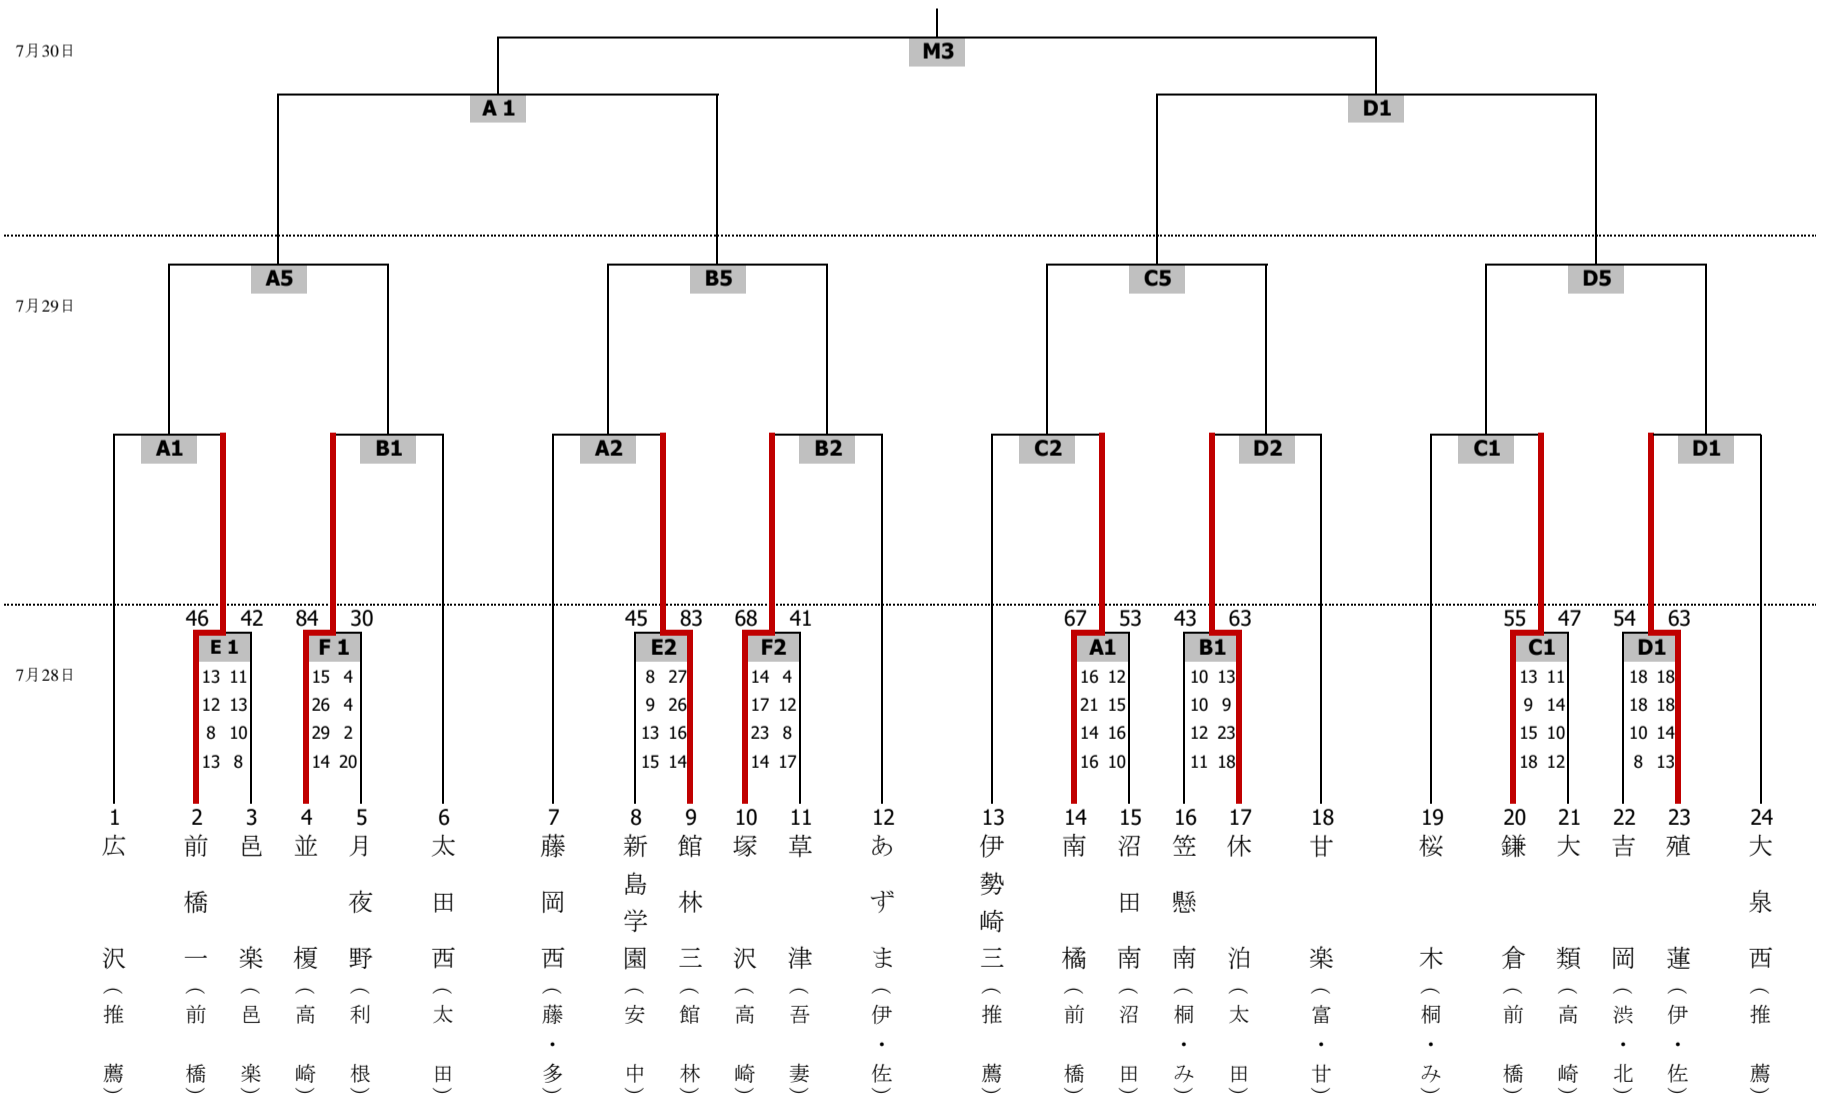 7月30日
M3
A 1 D1
A5 B5 C5 D5
7月29日
A1 B1 A2 B2 C2 D2 C1 D1
46 42 84 30 45 83 68 41 67 53 43 63 55 47 54 63
E 1 F 1 E2 F2 A1 B1 C1 D1
7月28日
13 11 15 4 8 27 14 4 16 12 10 13 13 11 18 18
12 13 26 4 9 26 17 12 21 15 10 9 9 14 18 18
8 10 29 2 13 16 23 8 14 16 12 23 15 10 10 14
13 8 14 20 15 14 14 17 16 10 11 18 18 12 8 13
1 2 3 4 5 6 7 8 9 10 11 12 13 14 15 16 17 18 19 20 21 22 23 24
広沢(推薦)
前橋一(前橋)
邑楽(邑楽)
並榎(高崎)
月夜野(利根)
太田西(太田)
藤岡西(藤・多)
新島学園(安中)
館林三(館林)
塚沢(高崎)
草津(吾妻)
あずま(伊・佐)
伊勢崎三(推薦)
南橘(前橋)
沼田南(沼田)
笠懸南(桐・み)
休泊(太田)
甘楽(富・甘)
桜木(桐・み)
鎌倉(前橋)
大類(高崎)
吉岡(渋・北)
殖蓮(伊・佐)
大泉西(推薦)